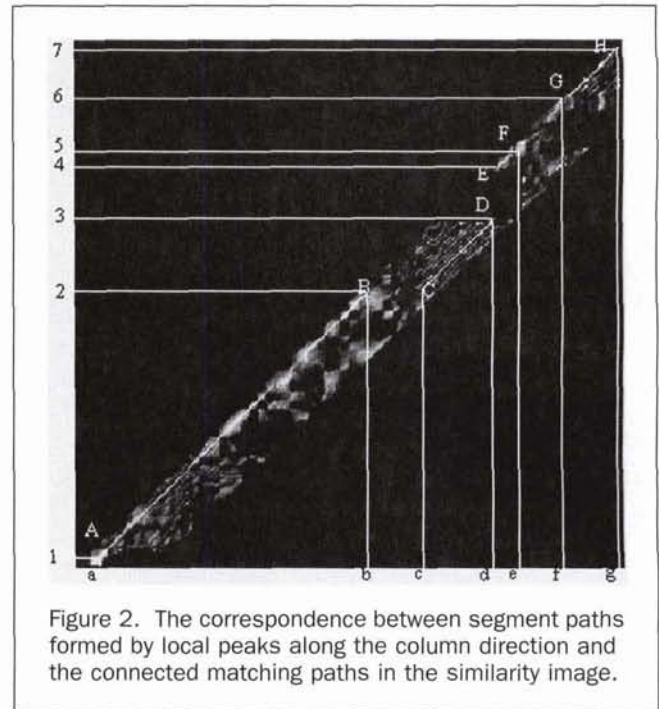 7
H
6
G
5
F
4
E
3
D
2
B
C
A
1
a
b
c
d
e
f
g
Figure 2. The correspondence between segment paths
formed by local peaks along the column direction and
the connected matching paths in the similarity image.